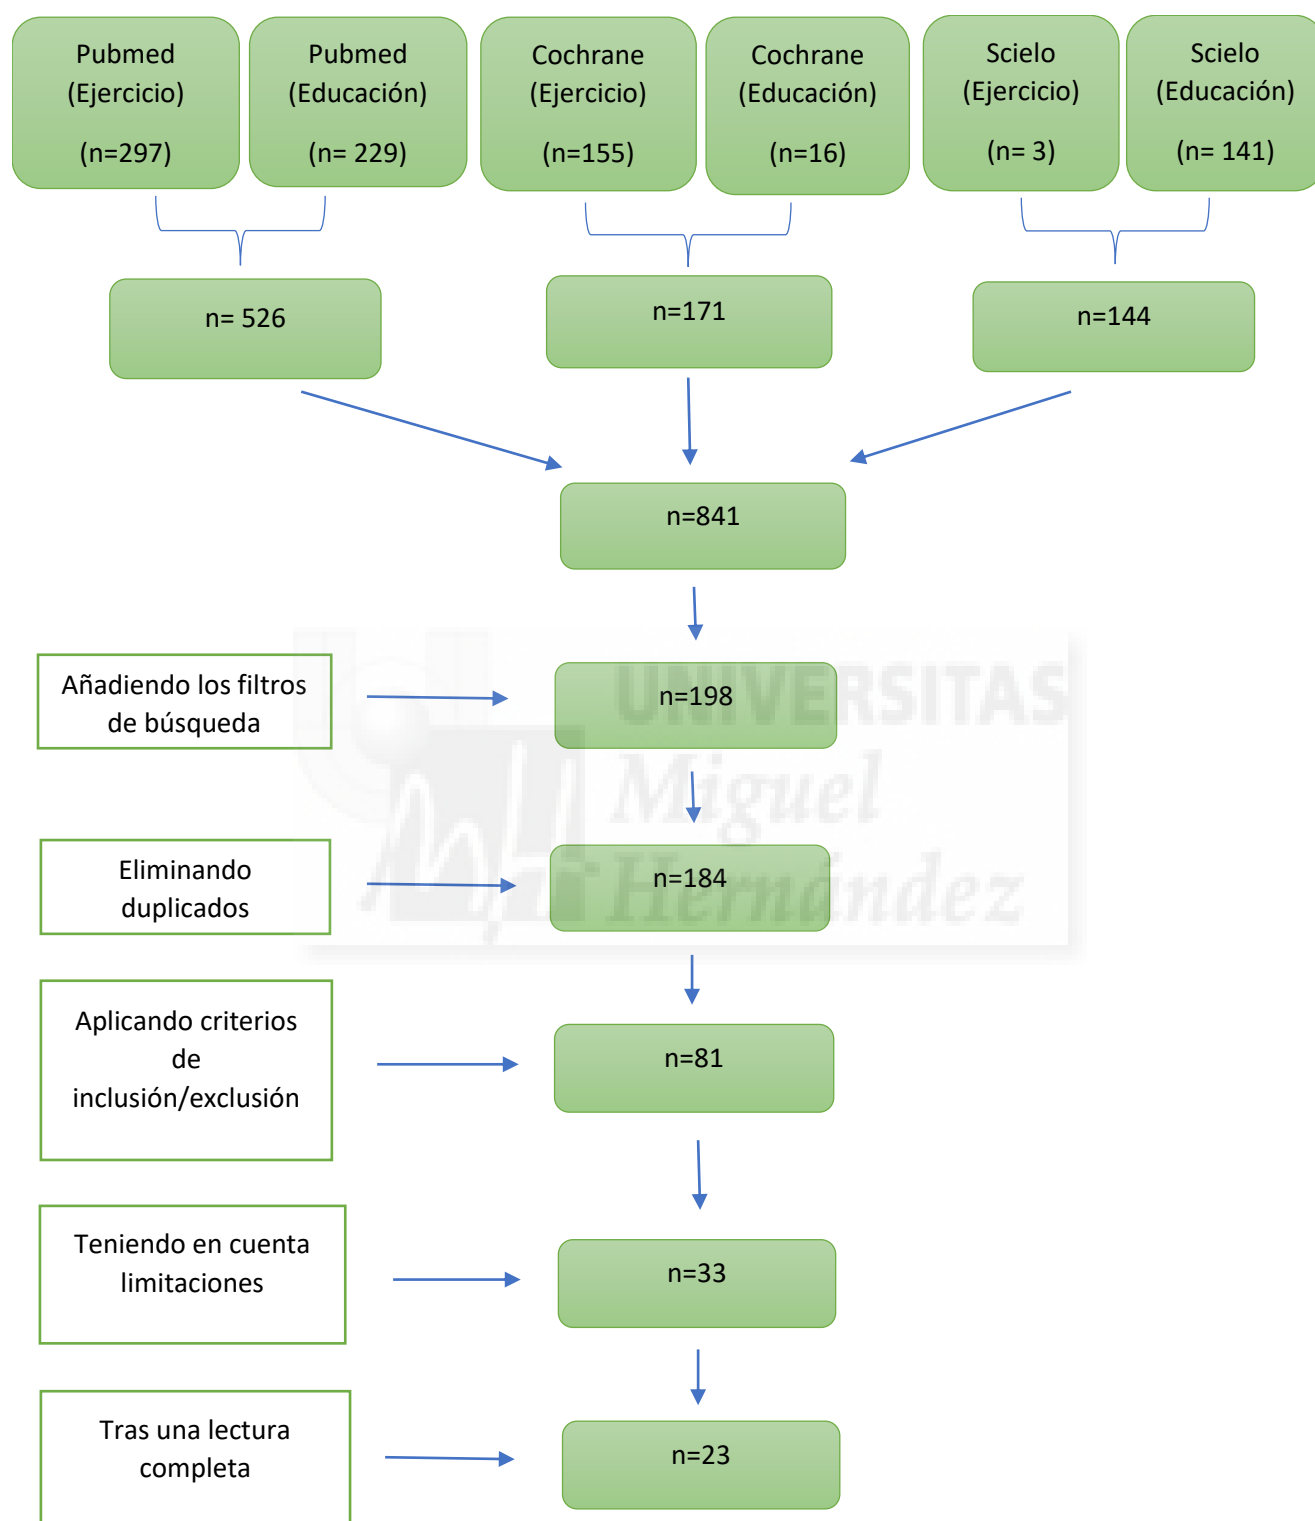 Pubmed
(Ejercicio)
(n=297)
Pubmed
(Educación)
(n= 229)
Cochrane
(Ejercicio)
(n=155)
Cochrane
(Educación)
(n=16)
Scielo
(Ejercicio)
(n= 3)
Scielo
(Educación)
(n= 141)
n= 526
n=171
n=144
n=841
Añadiendo los filtros
de búsqueda
n=198
UNIVERSITAS
Miguel
Hernández
Eliminando
duplicados
n=184
Aplicando criterios
de
inclusión/exclusión
n=81
Teniendo en cuenta
limitaciones
n=33
Tras una lectura
completa
n=23